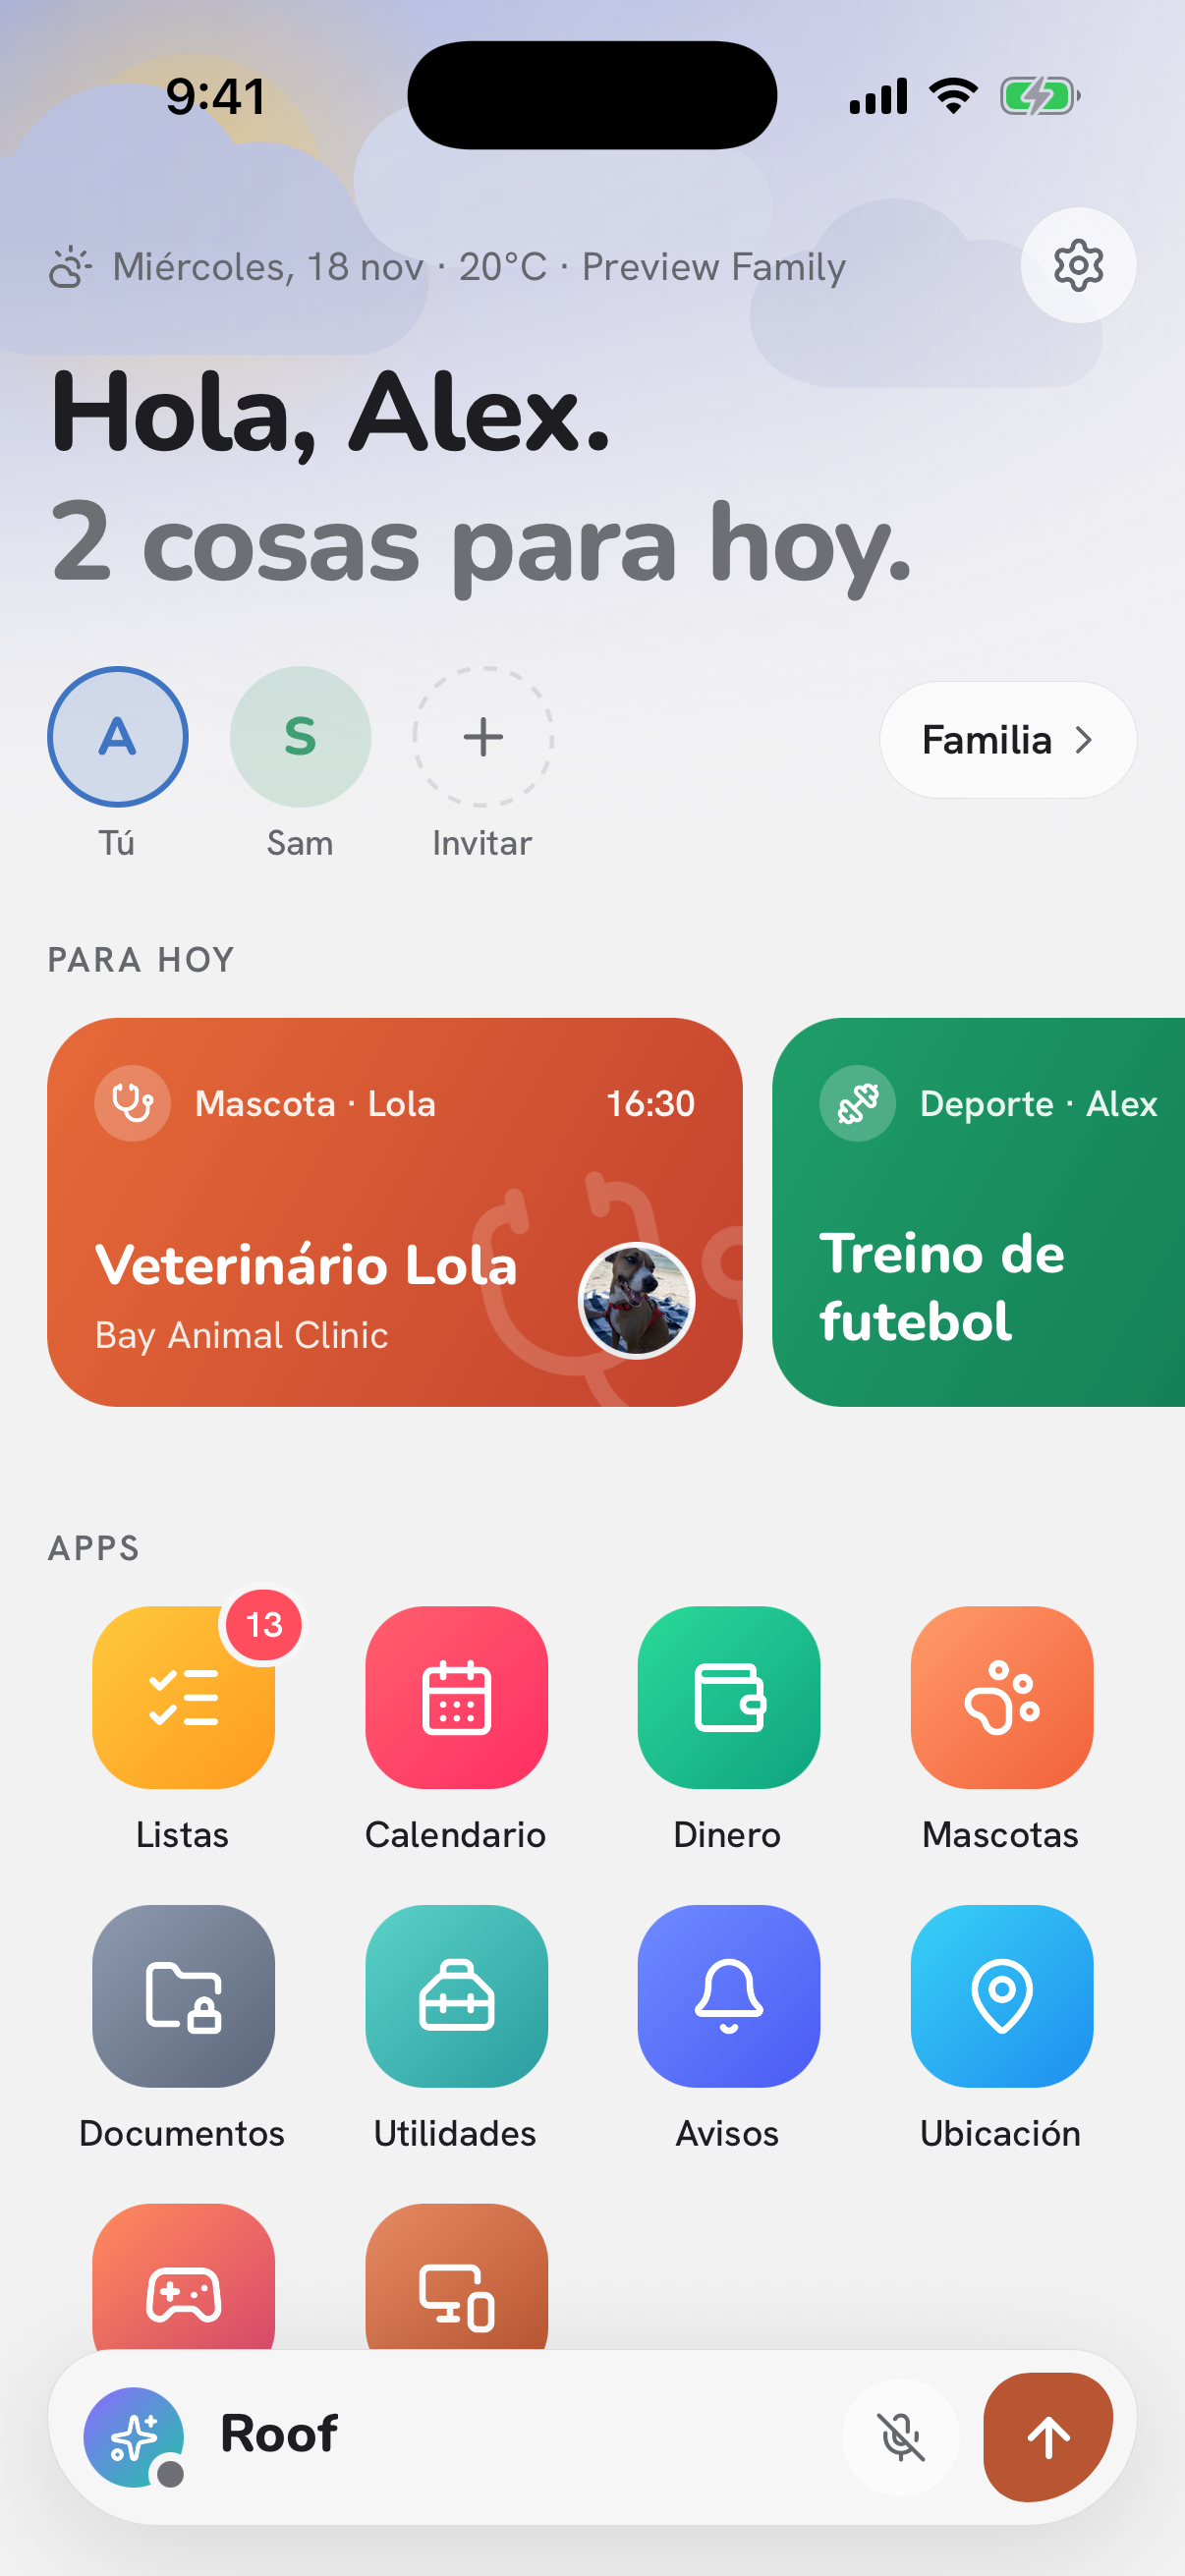 9:41
Miércoles, 18 nov · 20°C · Preview Family
Hola, Alex.
2 cosas para hoy.
A
S
Familia
Tú
Sam
Invitar
PARA HOY
Mascota · Lola
16:30
Veterinário Lola
Bay Animal Clinic
Deporte · Alex
Treino de
futebol
APPS
13
Listas
Calendario
Dinero
Mascotas
Documentos
Utilidades
Avisos
Ubicación
Roof